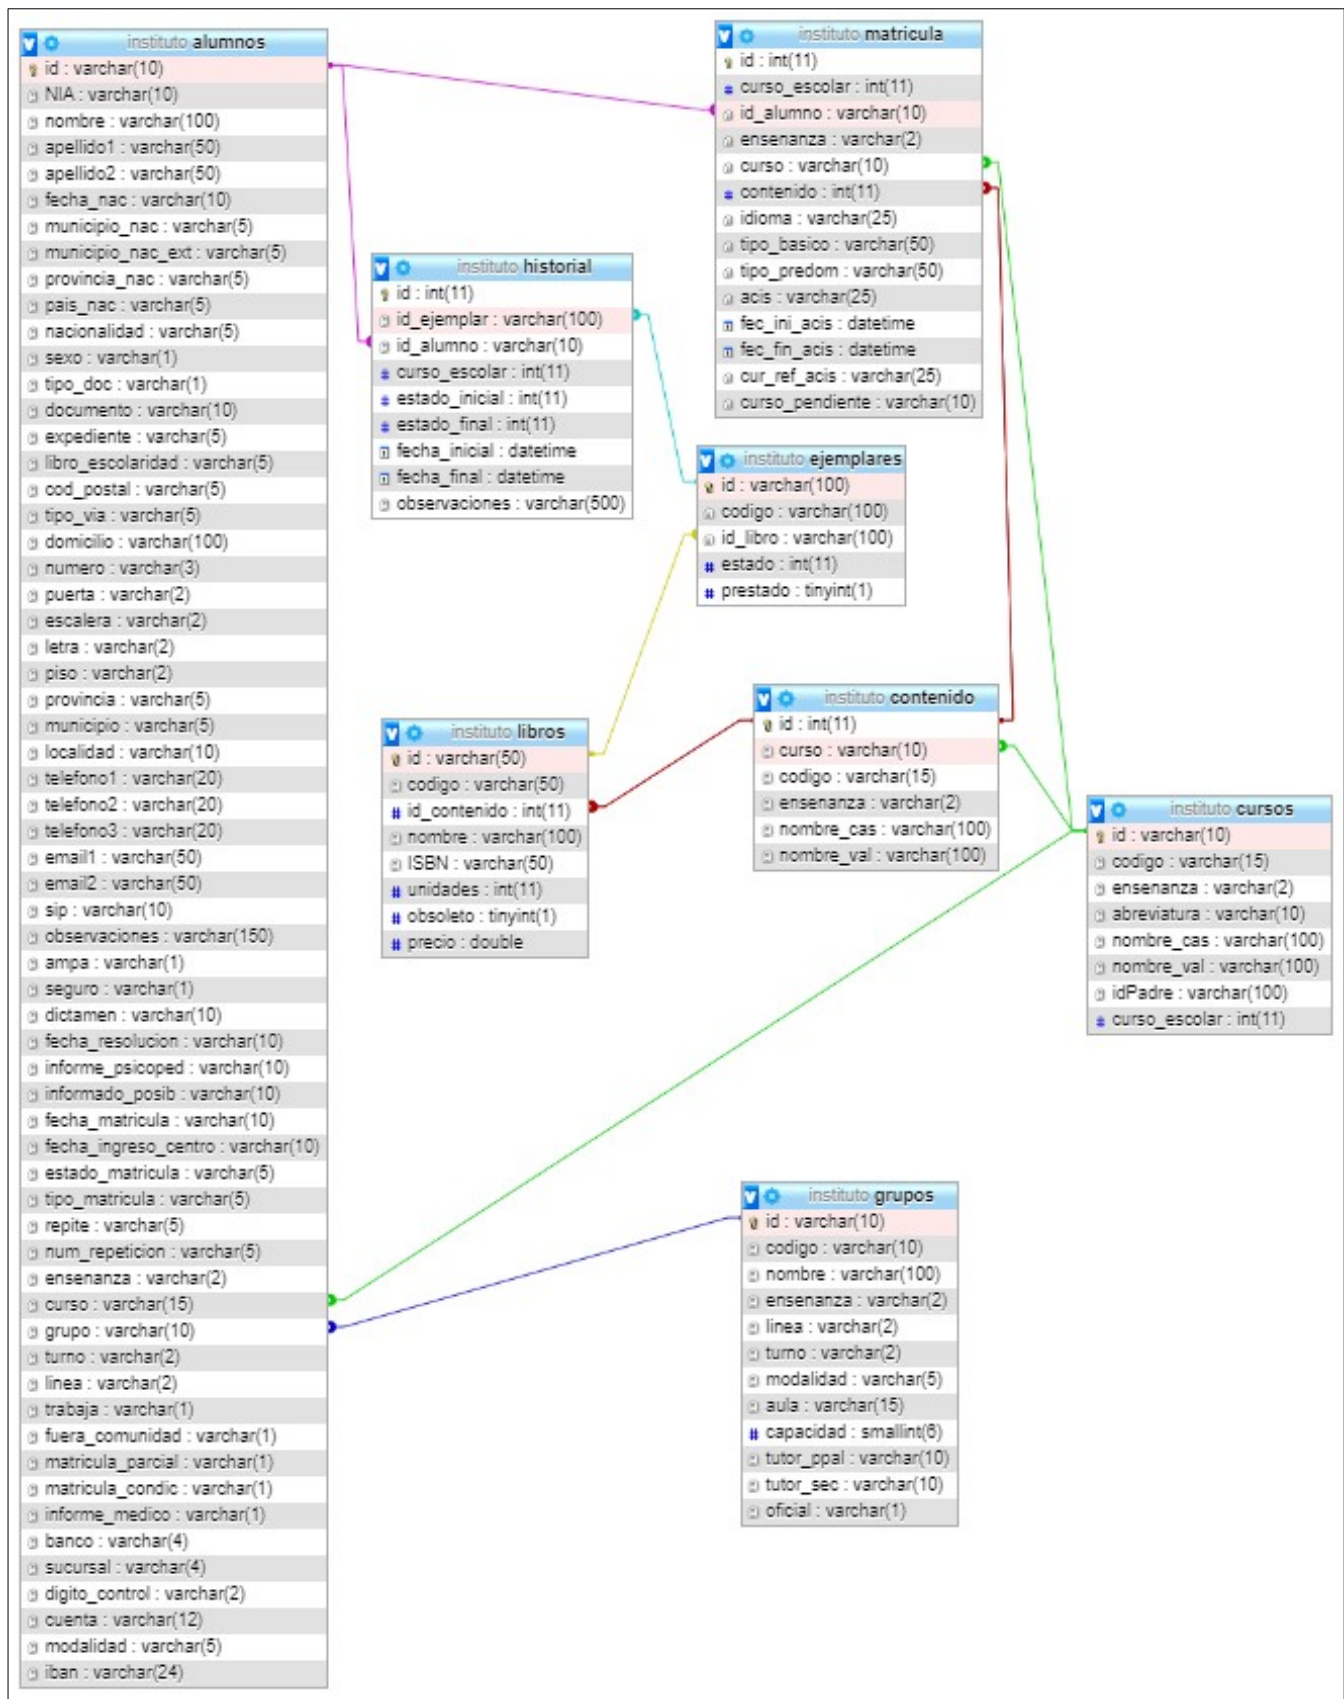 instituto alumnos
id : varchar(10)
NIA : varchar(10)
nombre : varchar(100)
apellido1 : varchar(50)
apellido2 : varchar(50)
fecha_nac : varchar(10)
municipio_nac : varchar(5)
municipio_nac_ext : varchar(5)
provincia_nac : varchar(5)
pais_nac : varchar(5)
nacionalidad : varchar(5)
sexo : varchar(1)
tipo_doc : varchar(1)
documento : varchar(10)
expediente : varchar(5)
libro_escolaridad : varchar(5)
cod_postal : varchar(5)
tipo_via : varchar(5)
domicilio : varchar(100)
numero : varchar(3)
puerta : varchar(2)
escalera : varchar(2)
letra : varchar(2)
piso : varchar(2)
provincia : varchar(5)
municipio : varchar(5)
localidad : varchar(10)
telefono1 : varchar(20)
telefono2 : varchar(20)
telefono3 : varchar(20)
email1 : varchar(50)
email2 : varchar(50)
sip : varchar(10)
observaciones : varchar(150)
ampa : varchar(1)
seguro : varchar(1)
dictamen : varchar(10)
fecha_resolucion : varchar(10)
informe_psicoped : varchar(10)
informado_posib : varchar(10)
fecha_matricula : varchar(10)
fecha_ingreso_centro : varchar(10)
estado_matricula : varchar(5)
tipo_matricula : varchar(5)
repite : varchar(5)
num_repeticion : varchar(5)
ensenanza : varchar(2)
curso : varchar(15)
grupo : varchar(10)
turno : varchar(2)
linea : varchar(2)
trabaja : varchar(1)
fuera_comunidad : varchar(1)
matricula_parcial : varchar(1)
matricula_condic : varchar(1)
informe_medico : varchar(1)
banco : varchar(4)
sucursal : varchar(4)
digito_control : varchar(2)
cuenta : varchar(12)
modalidad : varchar(5)
iban : varchar(24)
instituto matricula
id : int(11)
curso_escolar : int(11)
id_alumno : varchar(10)
ensenanza : varchar(2)
curso : varchar(10)
contenido : int(11)
idioma : varchar(25)
tipo_basico : varchar(50)
tipo_predom : varchar(50)
acis : varchar(25)
fec_ini_acis : datetime
fec_fin_acis : datetime
cur_ref_acis : varchar(25)
curso_pendiente : varchar(10)
instituto historial
id : int(11)
id_ejemplar : varchar(100)
id_alumno : varchar(10)
curso_escolar : int(11)
estado_inicial : int(11)
estado_final : int(11)
fecha_inicial : datetime
fecha_final : datetime
observaciones : varchar(500)
instituto ejemplares
id : varchar(100)
codigo : varchar(100)
id_libro : varchar(100)
estado : int(11)
prestado : tinyint(1)
instituto libros
id : varchar(50)
codigo : varchar(50)
id_contenido : int(11)
nombre : varchar(100)
ISBN : varchar(50)
unidades : int(11)
obsoleto : tinyint(1)
precio : double
instituto contenido
id : int(11)
curso : varchar(10)
codigo : varchar(15)
ensenanza : varchar(2)
nombre_cas : varchar(100)
nombre_val : varchar(100)
instituto cursos
id : varchar(10)
codigo : varchar(15)
ensenanza : varchar(2)
abreviatura : varchar(10)
nombre_cas : varchar(100)
nombre_val : varchar(100)
idPadre : varchar(100)
curso_escolar : int(11)
instituto grupos
id : varchar(10)
codigo : varchar(10)
nombre : varchar(100)
ensenanza : varchar(2)
linea : varchar(2)
turno : varchar(2)
modalidad : varchar(5)
aula : varchar(15)
capacidad : smallint(6)
tutor_ppal : varchar(10)
tutor_sec : varchar(10)
oficial : varchar(1)